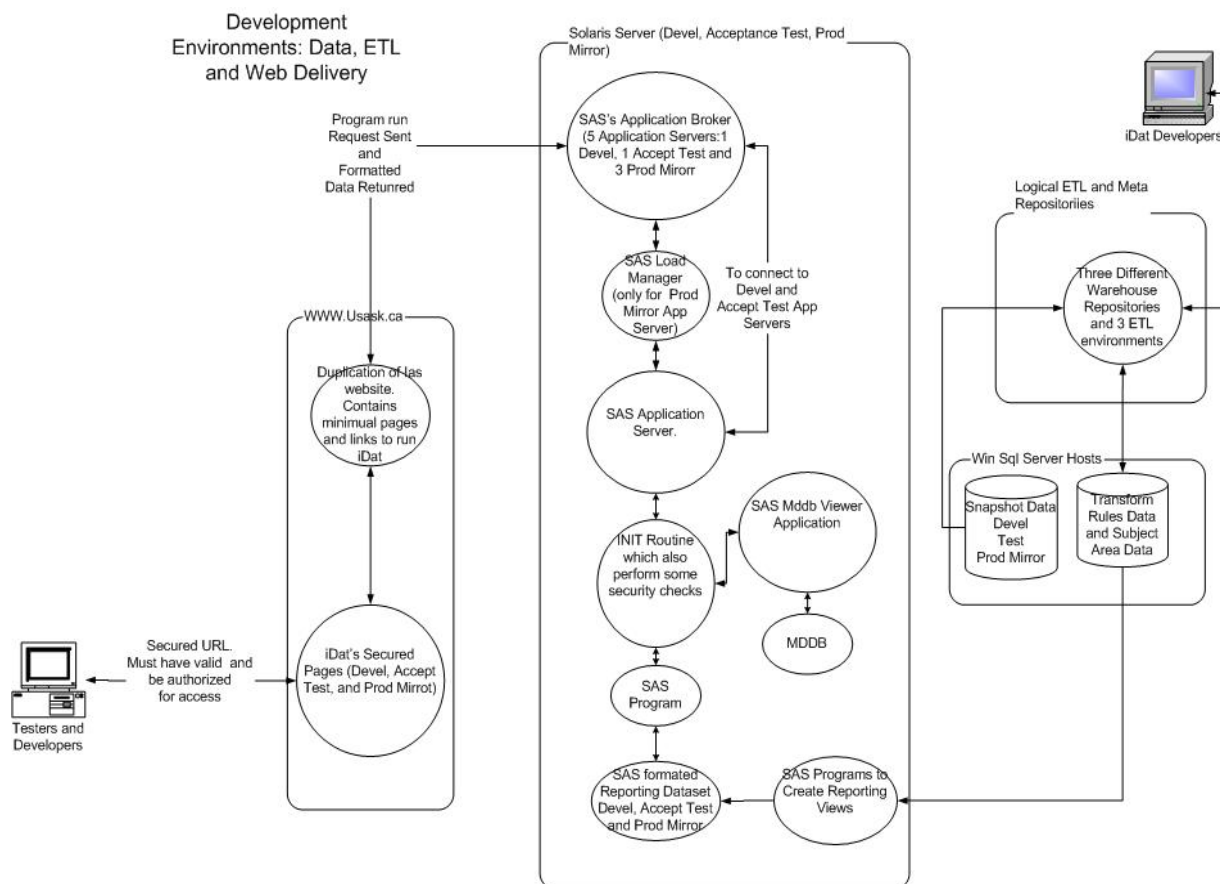 Development
Environments: Data, ETL
and Web Delivery
Solaris Server (Devel, Acceptance Test, Prod
Mirror)
Program run
Request Sent
and
Formatted
Data Retunred
SAS's Application Broker
(5 Application Servers:1
Devel, 1 Accept Test and
3 Prod Mirorr
SAS Load
Manager
(only for Prod
Mirror App
Server)
To connect to
Devel and
Accept Test App
Servers
SAS Application
Server.
INIT Routine
which also
perform some
security checks
SAS Mddb Viewer
Application
MDDB
SAS
Program
SAS formated
Reporting Dataset
Devel, Accept Test
and Prod Mirror
SAS Programs to
Create Reporting
Views
WWW.Usask.ca
Duplication of Ias
website.
Contains
minimual pages
and links to run
iDat
iDat's Secured
Pages (Devel, Accept
Test, and Prod Mirrot)
Secured URL.
Must have valid and
be authorized
for access
Testers and
Developers
iDat Developers
Logical ETL and Meta
Repositoriies
Three Different
Warehouse
Repositories
and 3 ETL
environments
Win Sql Server Hosts
Snapshot Data
Devel
Test
Prod Mirror
Transform
Rules Data
and Subject
Area Data